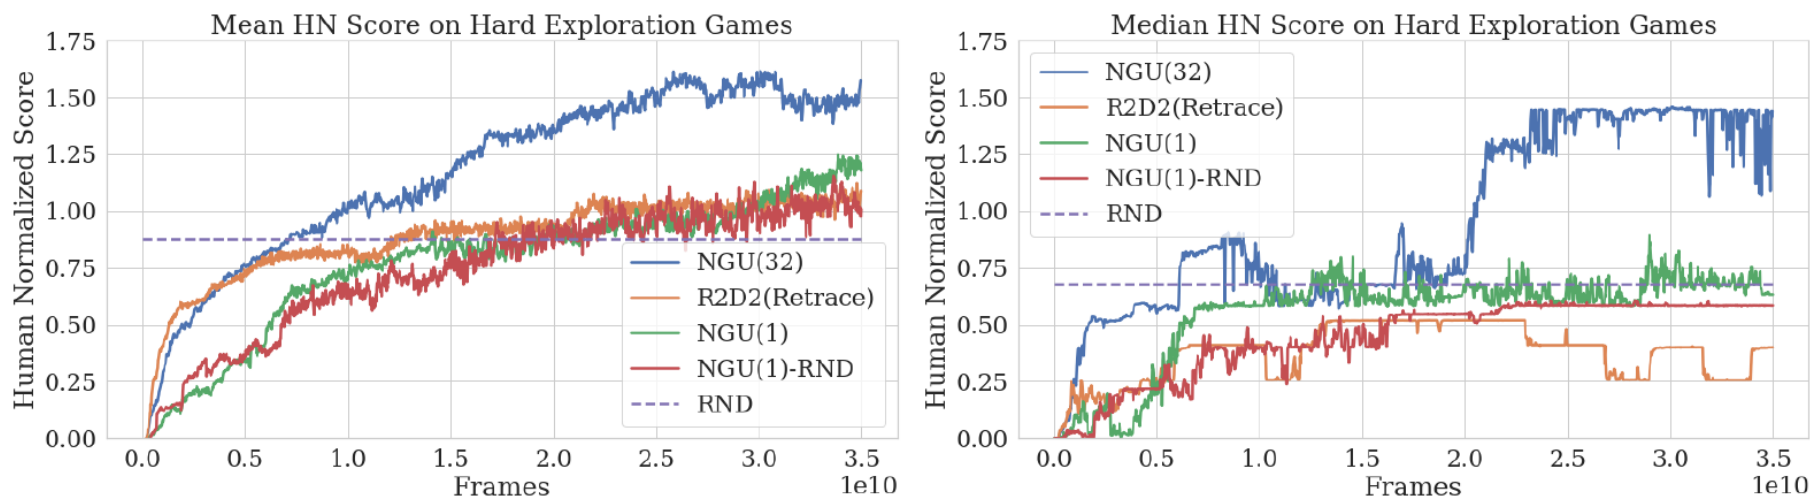 Mean HN Score on Hard Exploration Games
Human Normalized Score
1.75
1.50
1.25
1.00
0.75
0.50
0.25
0.00
0.0 0.5 1.0 1.5 2.0 2.5 3.0 3.5
1e10
Frames
NGU(32)
R2D2(Retrace)
NGU(1)
NGU(1)-RND
RND
Median HN Score on Hard Exploration Games
Human Normalized Score
1.75
1.50
1.25
1.00
0.75
0.50
0.25
0.00
0.0 0.5 1.0 1.5 2.0 2.5 3.0 3.5
1e10
Frames
NGU(32)
R2D2(Retrace)
NGU(1)
NGU(1)-RND
RND